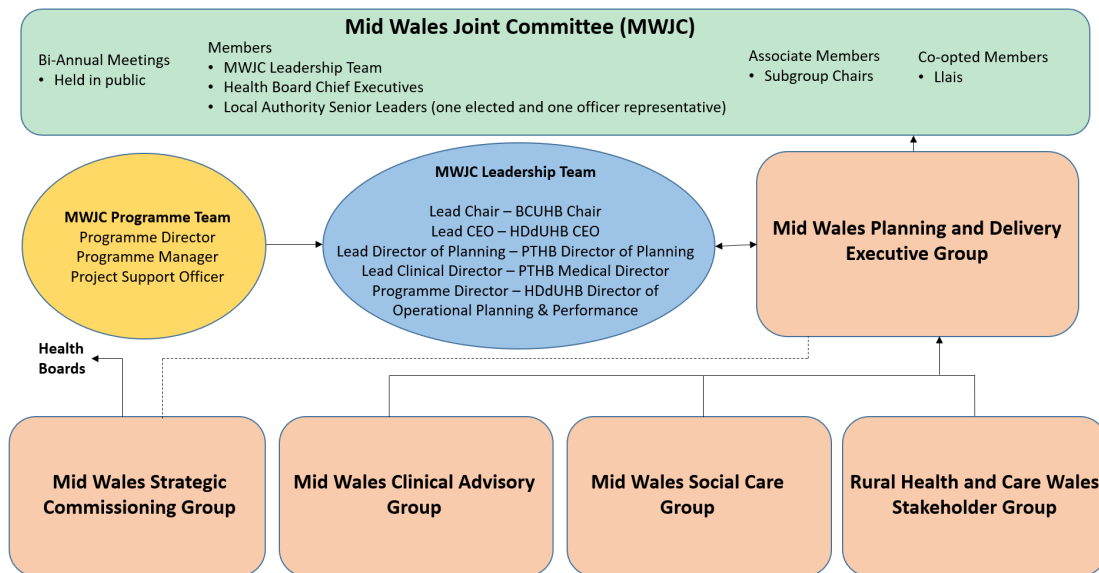 Mid Wales Joint Committee (MWJC)
Bi-Annual Meetings
• Held in public
Members
• MWJC Leadership Team
• Health Board Chief Executives
• Local Authority Senior Leaders (one elected and one officer representative)
Associate Members
• Subgroup Chairs
Co-opted Members
• Llais
MWJC Programme Team
Programme Director
Programme Manager
Project Support Officer
MWJC Leadership Team
Lead Chair – BCUHB Chair
Lead CEO – HDdUHB CEO
Lead Director of Planning – PTHB Director of Planning
Lead Clinical Director – PTHB Medical Director
Programme Director – HDdUHB Director of
Operational Planning & Performance
Mid Wales Planning and Delivery
Executive Group
Health
Boards
Mid Wales Strategic
Commissioning Group
Mid Wales Clinical Advisory
Group
Mid Wales Social Care
Group
Rural Health and Care Wales
Stakeholder Group